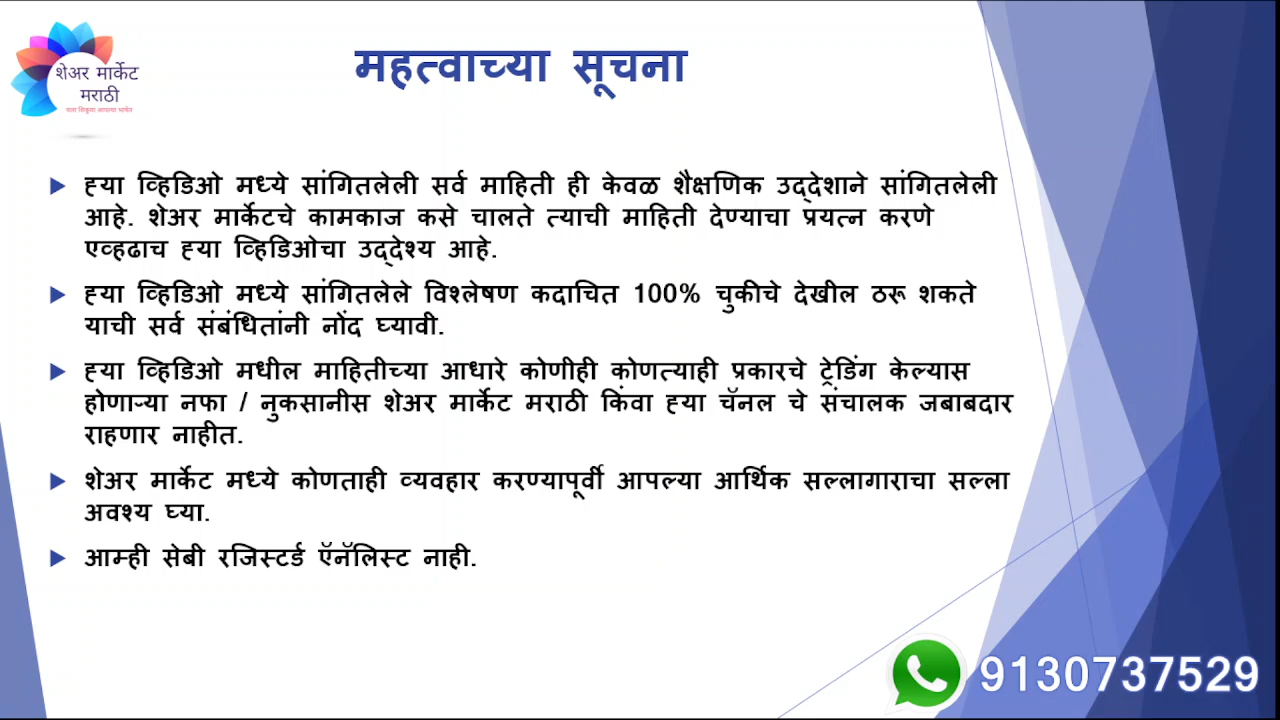 शेअर मार्केट
मराठी
चला शिकूया आपल्या भाषेत
महत्वाच्या सूचना
ह्या व्हिडिओ मध्ये सांगितलेली सर्व माहिती ही केवळ शैक्षणिक उद्देशाने सांगितलेली
आहे. शेअर मार्केटचे कामकाज कसे चालते त्याची माहिती देण्याचा प्रयत्न करणे
एव्हढाच ह्या व्हिडिओचा उद्देश्य आहे.
ह्या व्हिडिओ मध्ये सांगितलेले विश्लेषण कदाचित 100% चुकीचे देखील ठरू शकते
याची सर्व संबंधितांनी नोंद घ्यावी.
ह्या व्हिडिओ मधील माहितीच्या आधारे कोणीही कोणत्याही प्रकारचे ट्रेडिंग केल्यास
होणाऱ्या नफा / नुकसानीस शेअर मार्केट मराठी किंवा ह्या चॅनल चे संचालक जबाबदार
राहणार नाहीत.
शेअर मार्केट मध्ये कोणताही व्यवहार करण्यापूर्वी आपल्या आर्थिक सल्लागाराचा सल्ला
अवश्य घ्या.
आम्ही सेबी रजिस्टर्ड ऍनॅलिस्ट नाही.
9130737529